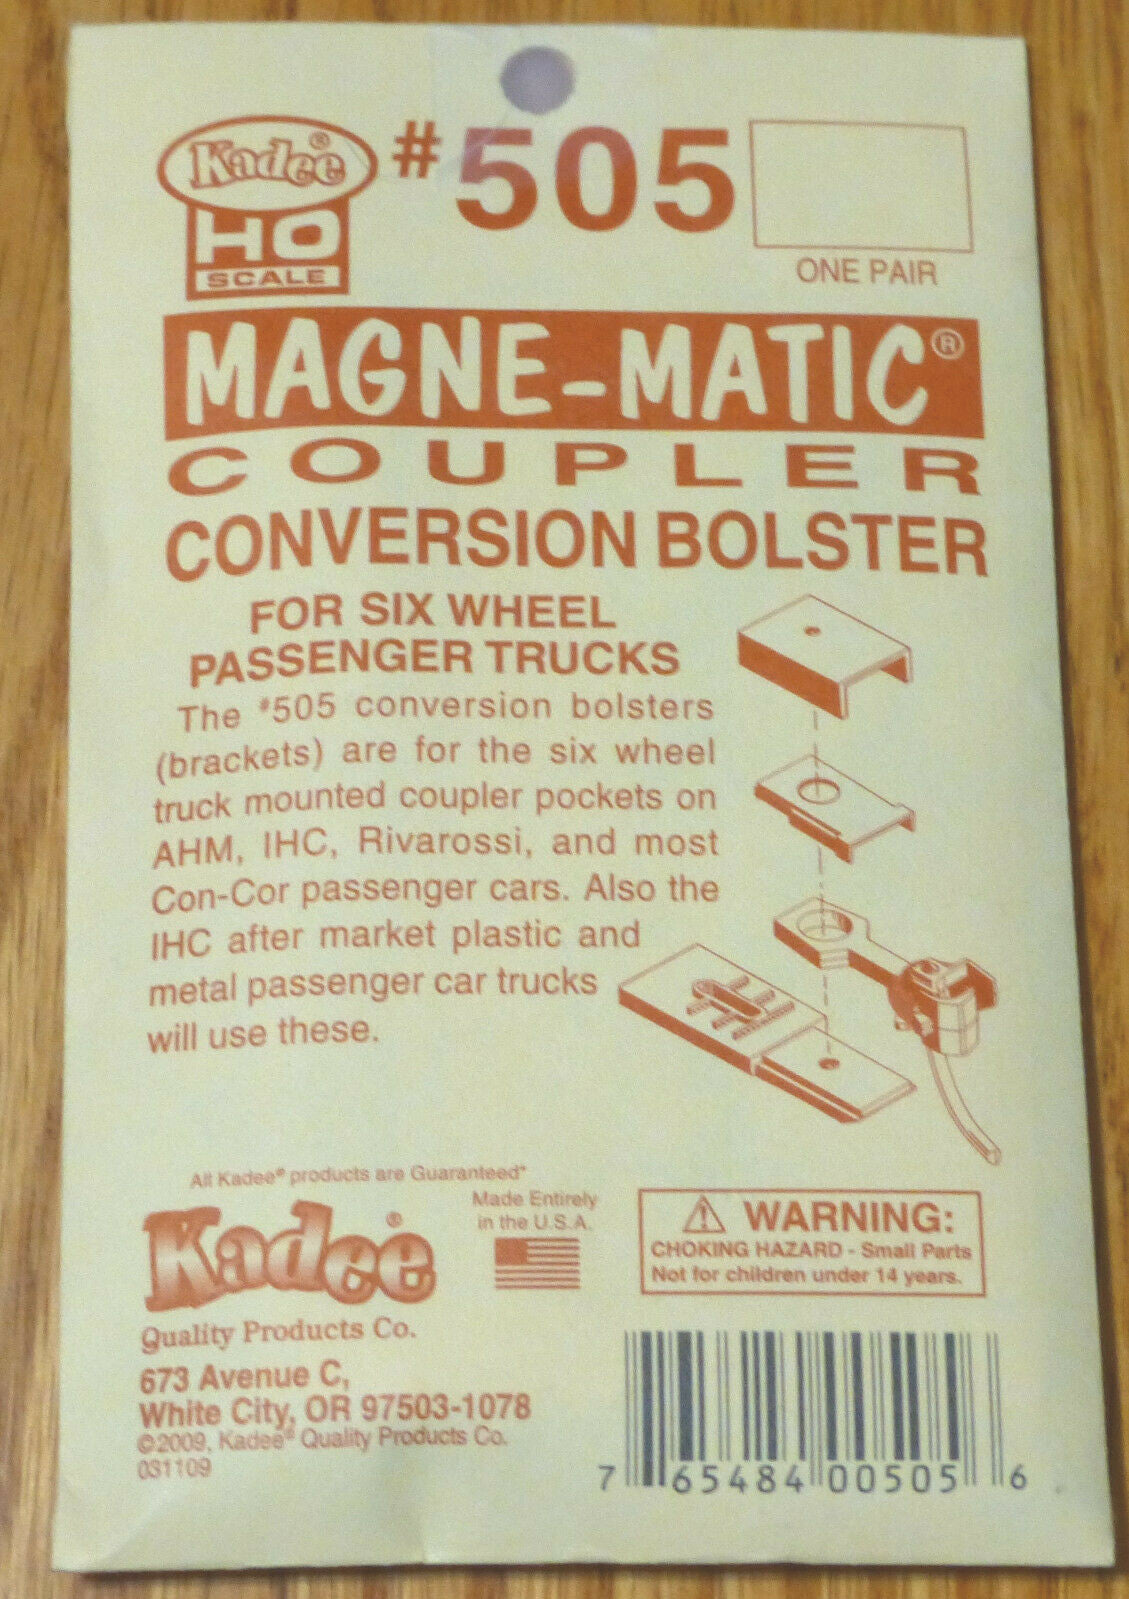 Kadee®
HO
SCALE
#505
ONE PAIR
MAGNE-MATIC®
COUPLER
CONVERSION BOLSTER
FOR SIX WHEEL
PASSENGER TRUCKS
The #505 conversion bolsters
(brackets) are for the six wheel
truck mounted coupler pockets on
AHM, IHC, Rivarossi, and most
Con-Cor passenger cars. Also the
IHC after market plastic and
metal passenger car trucks
will use these.
All Kadee® products are Guaranteed"
Made Entirely
in the U.S.A.
Kadee®
Quality Products Co.
673 Avenue C,
White City, OR 97503-1078
©2009, Kadee® Quality Products Co.
031109
WARNING:
CHOKING HAZARD - Small Parts
Not for children under 14 years.
7 65484 00505 6